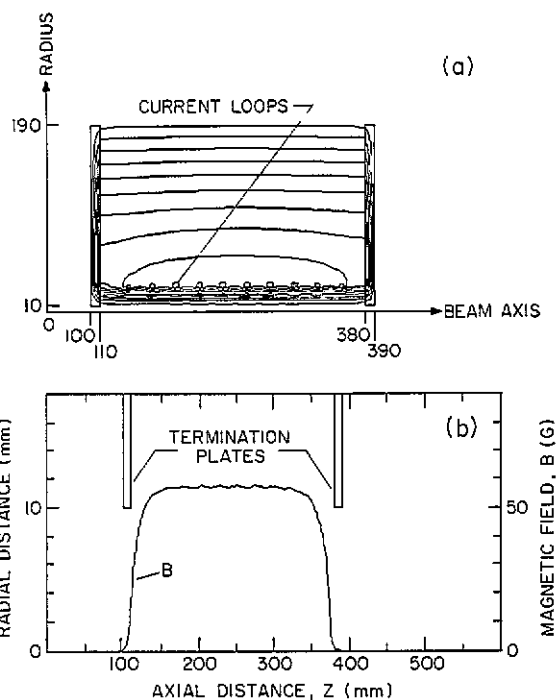 RADIUS
(a)
CURRENT LOOPS
190
10
0
100
110
380
390
BEAM AXIS
(b)
RADIAL DISTANCE (mm)
TERMINATION
PLATES
10
0
B
50
0
MAGNETIC FIELD, B (G)
100 200 300 400 500
AXIAL DISTANCE, Z (mm)